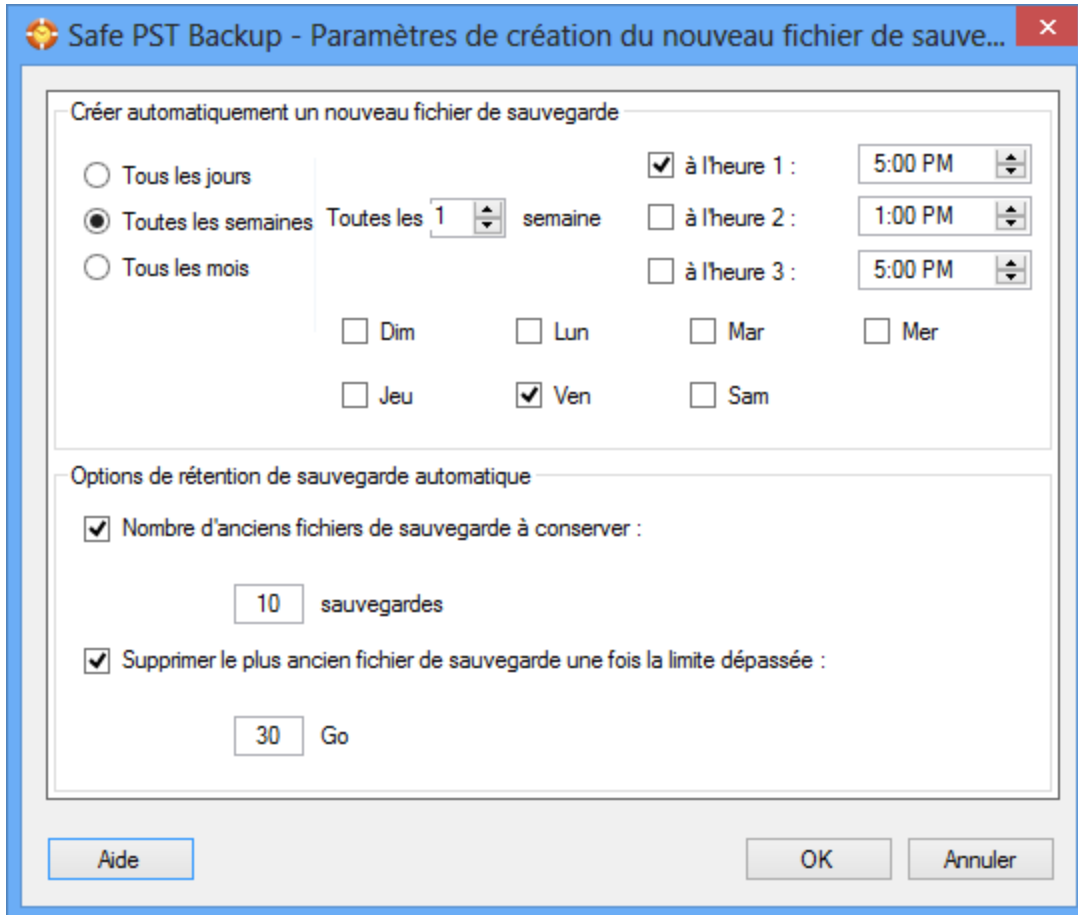 Safe PST Backup - Paramètres de création du nouveau fichier de sauve...
Créer automatiquement un nouveau fichier de sauvegarde
Tous les jours
Toutes les semaines
Tous les mois
Toutes les 1 semaine
à l'heure 1 : 5:00 PM
à l'heure 2 : 1:00 PM
à l'heure 3 : 5:00 PM
Dim Lun Mar Mer
Jeu Ven Sam
Options de rétention de sauvegarde automatique
Nombre d'anciens fichiers de sauvegarde à conserver :
10 sauvegardes
Supprimer le plus ancien fichier de sauvegarde une fois la limite dépassée :
30 Go
Aide OK Annuler